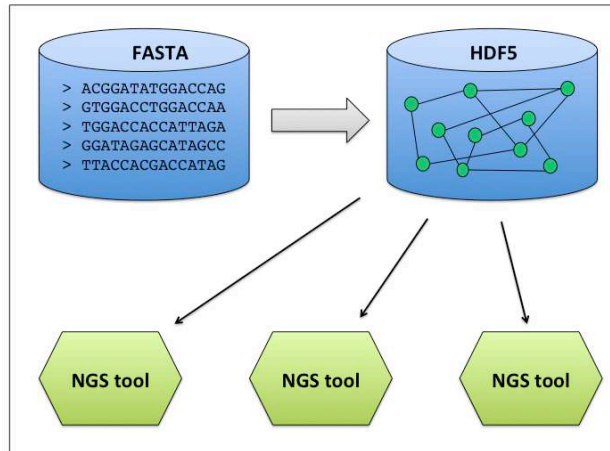 FASTA
> ACGGATATGGACCAG
> GTGGACCTGGACCAA
> TGGACCACCATTAGA
> GGATAGAGCATAGCC
> TTACCACGACCATAG
HDF5
NGS tool
NGS tool
NGS tool